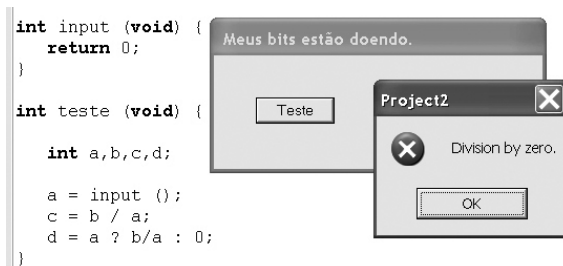 int input (void) {
return 0;
}
int teste (void) {
int a,b,c,d;
a = input ();
c = b / a;
d = a ? b/a : 0;
}
Meus bits estão doendo.
Teste
Project2
Division by zero.
OK